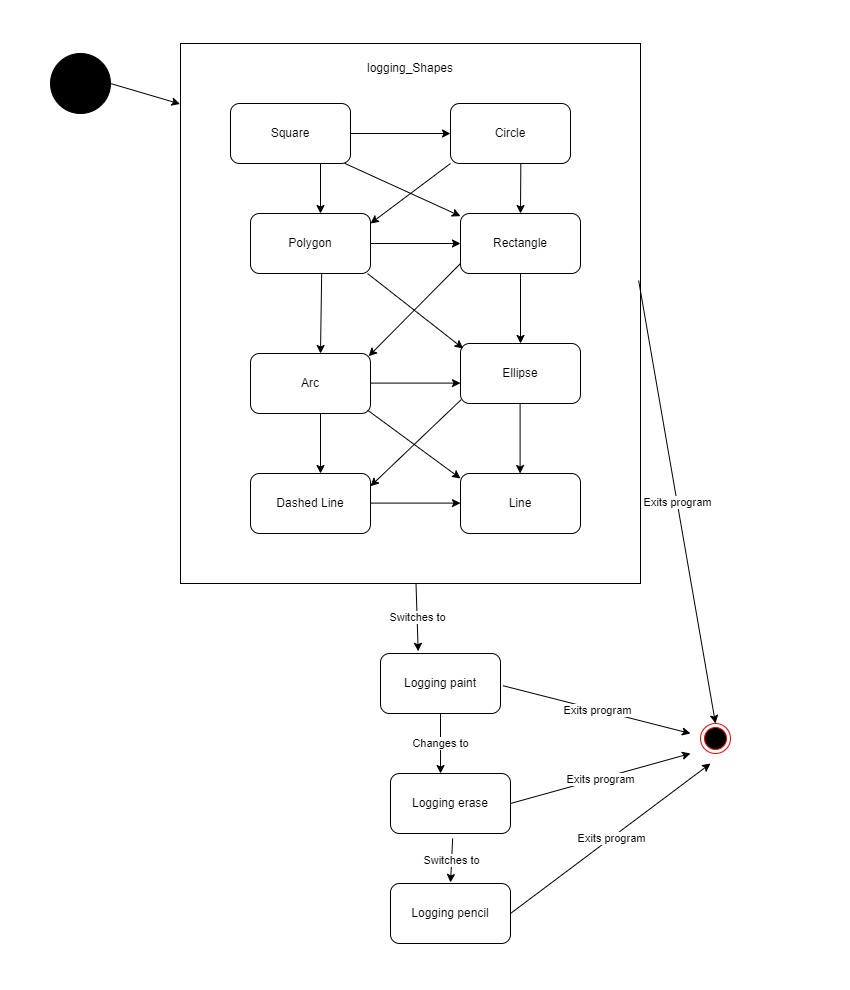 logging_Shapes
Square
Circle
Polygon
Rectangle
Arc
Ellipse
Dashed Line
Line
Exits program
Switches to
Logging paint
Exits program
Changes to
Exits program
Logging erase
Exits program
Switches to
Logging pencil